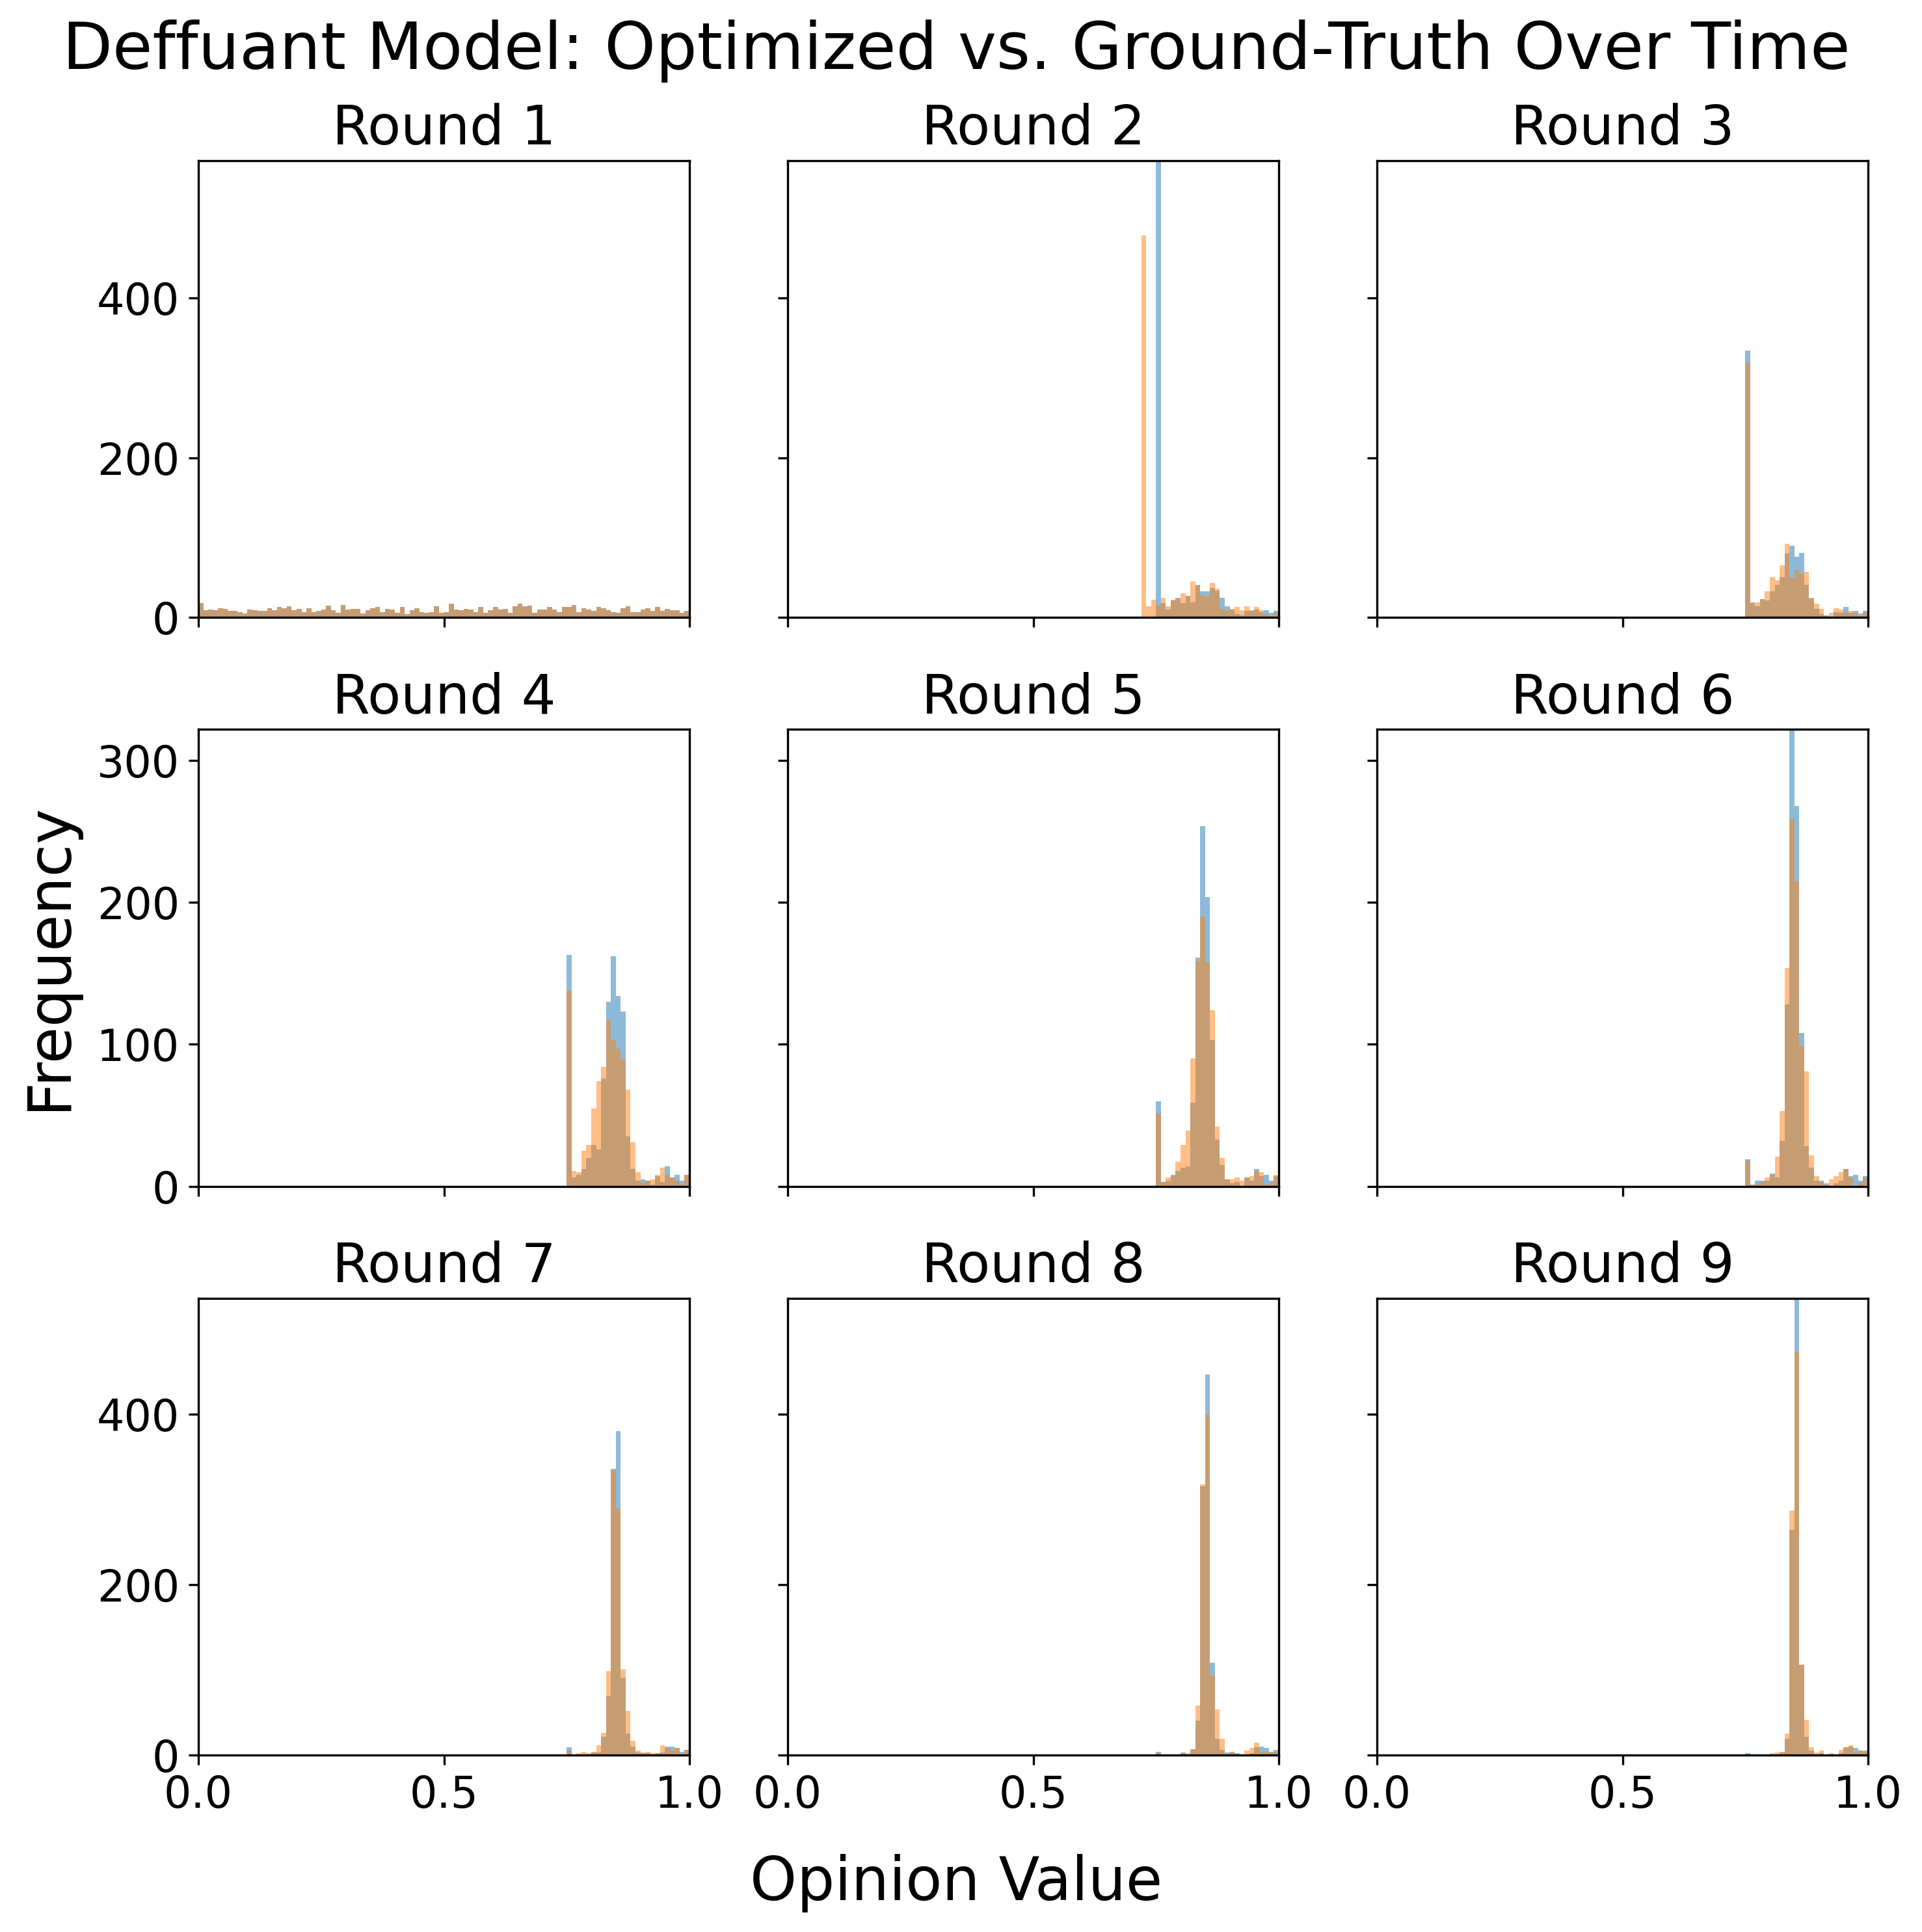 Deffuant Model: Optimized vs. Ground-Truth Over Time
Round 1
Round 2
Round 3
400
200
0
Round 4
Round 5
Round 6
300
200
100
0
Frequency
Round 7
Round 8
Round 9
400
200
0
0.0 0.5 1.0
0.0 0.5 1.0
0.0 0.5 1.0
Opinion Value